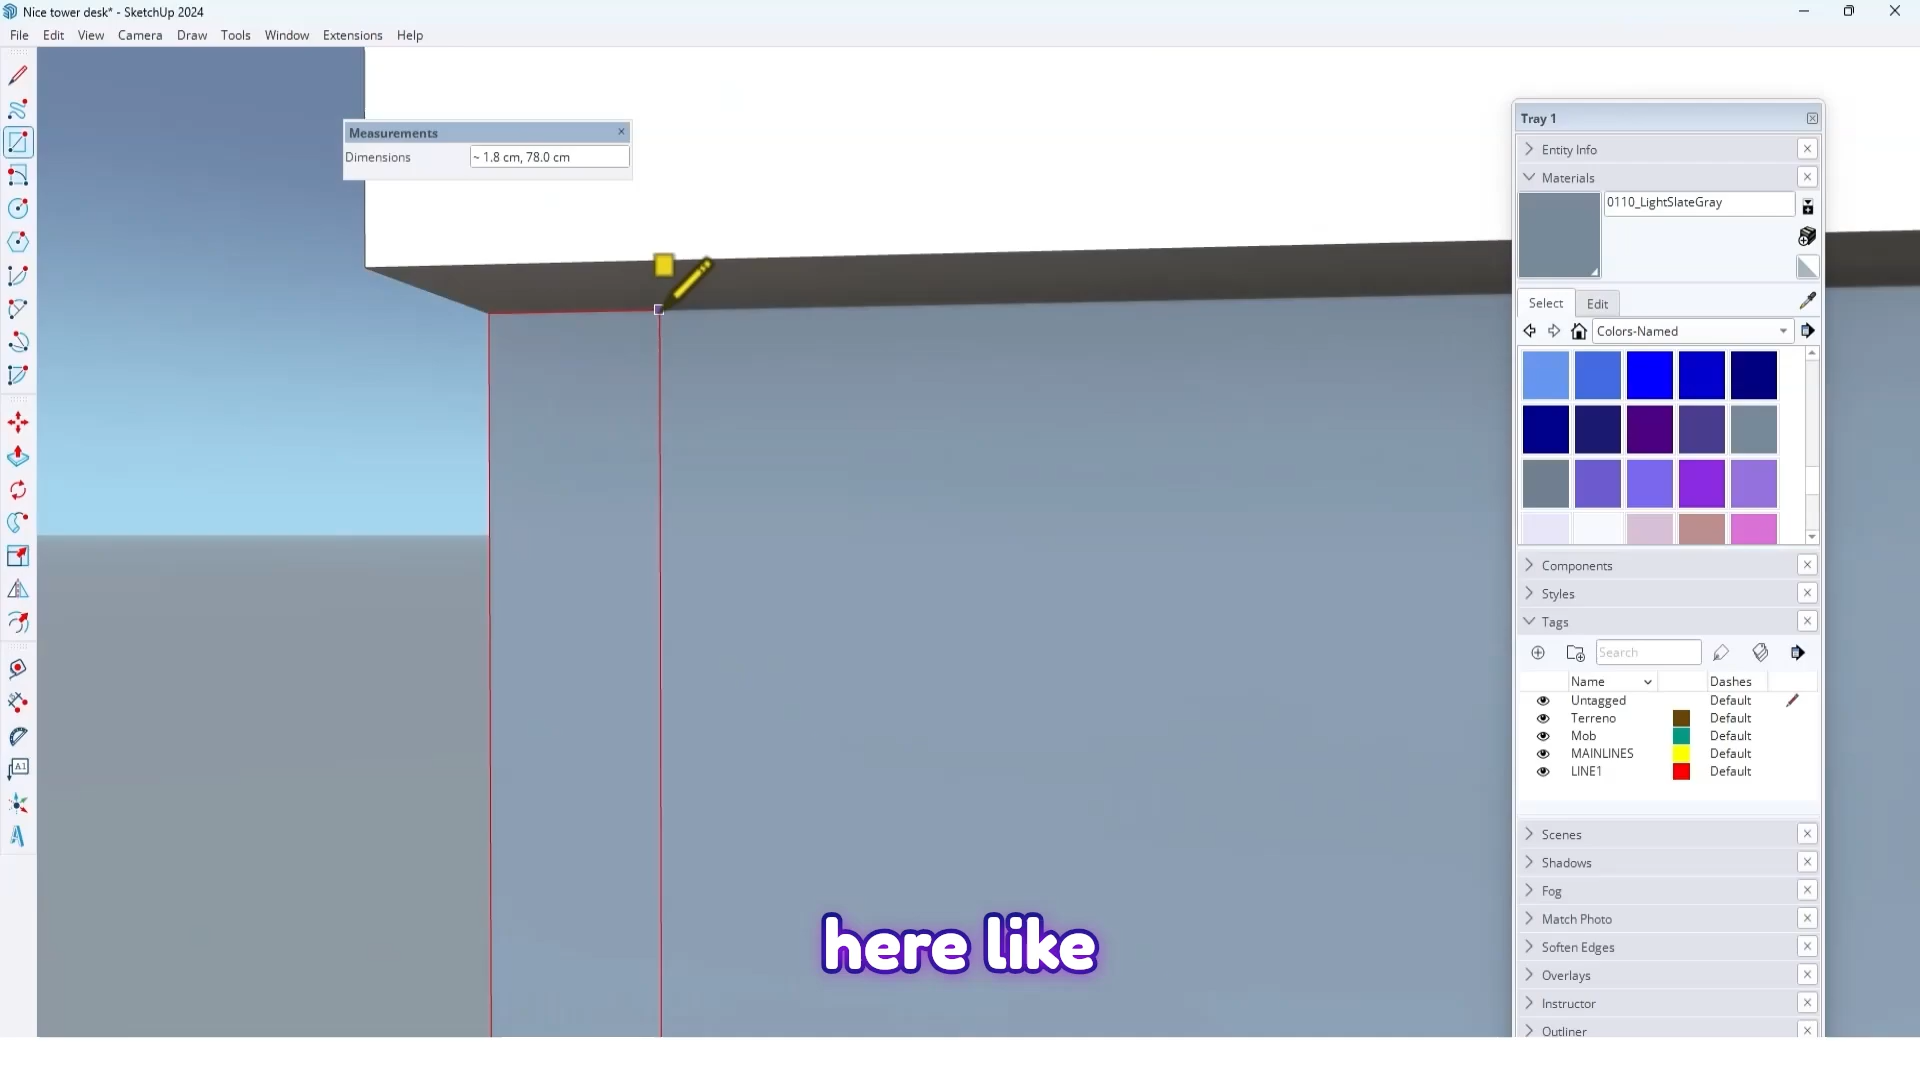 Nice tower desk* - SketchUp 2024
File Edit View Camera Draw Tools Window Extensions Help
Measurements
Dimensions ~ 1.8 cm, 78.0 cm
Tray 1
Entity Info
Materials
0110_LightSlateGray
Select Edit
Colors-Named
Components
Styles
Tags
Search
Name Dashes
Untagged Default
Terreno Default
Mob Default
MAINLINES Default
LINE1 Default
Scenes
Shadows
Fog
Match Photo
Soften Edges
Overlays
Instructor
Outliner
A1
here like